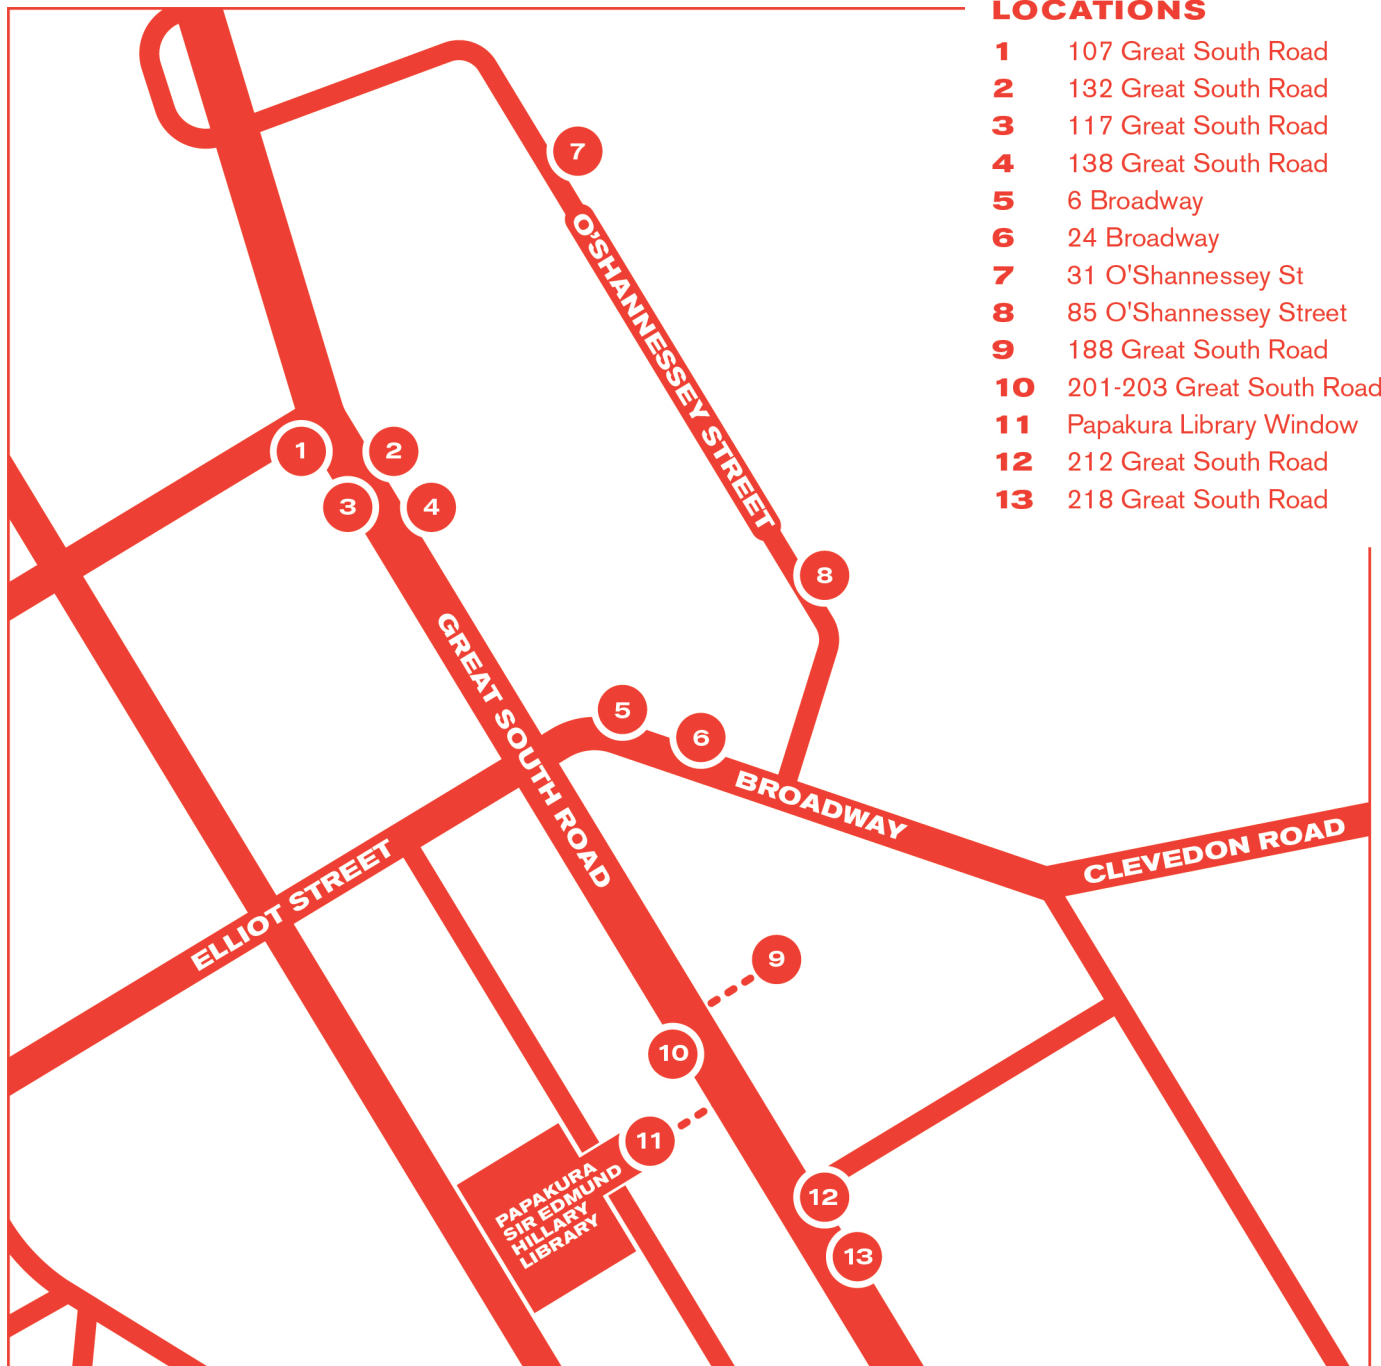 LOCATIONS
1 107 Great South Road
2 132 Great South Road
3 117 Great South Road
4 138 Great South Road
5 6 Broadway
6 24 Broadway
7 31 O'Shannessey St
8 85 O'Shannessey Street
9 188 Great South Road
10 201-203 Great South Road
11 Papakura Library Window
12 212 Great South Road
13 218 Great South Road
7
O'SHANNESSEY STREET
1
2
3
4
8
GREAT SOUTH ROAD
5
6
BROADWAY
CLEVEDON ROAD
ELLIOT STREET
9
10
11
PAPAKURA
SIR EDMUND
HILLARY
LIBRARY
12
13